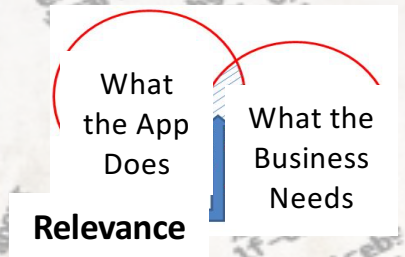 What
the App
Does
What the
Business
Needs
Relevance